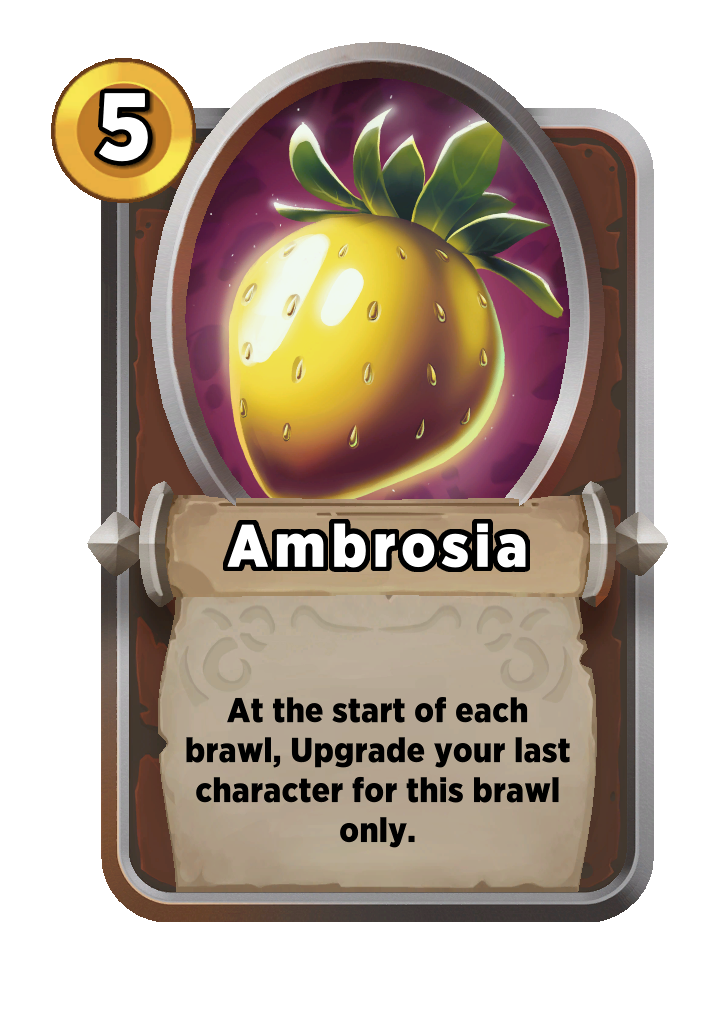 5
Ambrosia
At the start of each
brawl, Upgrade your last
character for this brawl
only.